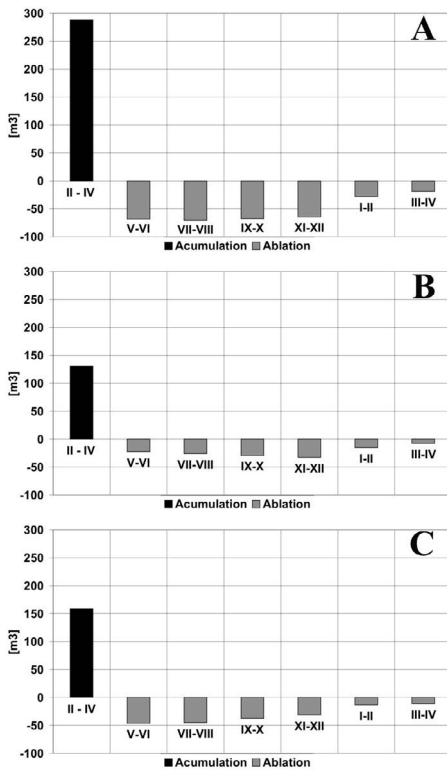 A
300
250
200
150
100
50
0
-50
-100
[m3]
II - IV
V-VI
VII-VIII
IX-X
XI-XII
I-II
III-IV
Acumulation Ablation
B
300
250
200
150
100
50
0
-50
-100
[m3]
II - IV
V-VI
VII-VIII
IX-X
XI-XII
I-II
III-IV
Acumulation Ablation
C
300
250
200
150
100
50
0
-50
-100
[m3]
II - IV
V-VI
VII-VIII
IX-X
XI-XII
I-II
III-IV
Acumulation Ablation